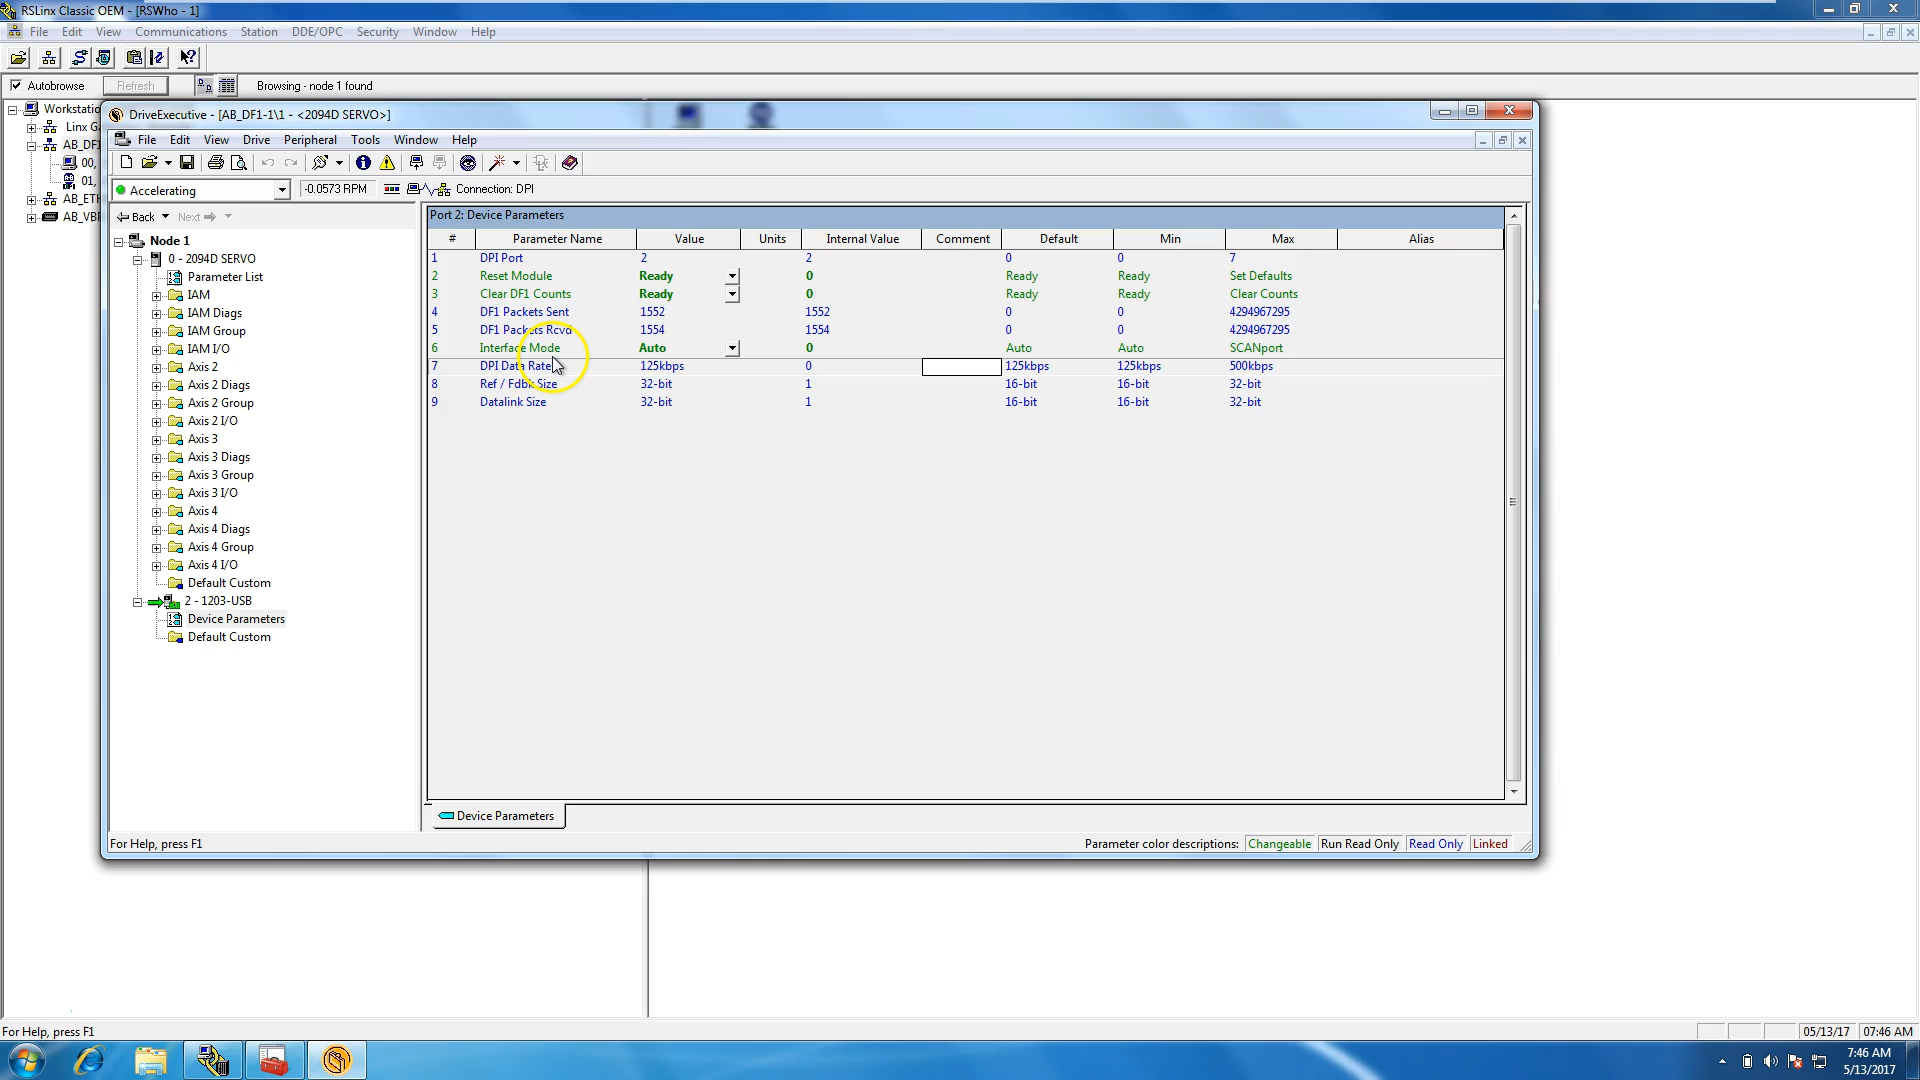 RSLinx Classic OEM - [RSWho - 1]
File Edit View Communications Station DDE/OPC Security Window Help
Autobrowse Refresh Browsing - node 1 found
Workstatio
Linx Ga
AB_DF1
00,
01,
AB_ETH
AB_VBP
DriveExecutive - [AB_DF1-1\1 - <2094D SERVO>]
File Edit View Drive Peripheral Tools Window Help
Accelerating -0.0573 RPM Connection: DPI
Back Next
Node 1
0 - 2094D SERVO
Parameter List
IAM
IAM Diags
IAM Group
IAM I/O
Axis 2
Axis 2 Diags
Axis 2 Group
Axis 2 I/O
Axis 3
Axis 3 Diags
Axis 3 Group
Axis 3 I/O
Axis 4
Axis 4 Diags
Axis 4 Group
Axis 4 I/O
Default Custom
2 - 1203-USB
Device Parameters
Default Custom
Port 2: Device Parameters
# Parameter Name Value Units Internal Value Comment Default Min Max Alias
1 DPI Port 2 2 0 0 7
2 Reset Module Ready 0 Ready Ready Set Defaults
3 Clear DF1 Counts Ready 0 Ready Ready Clear Counts
4 DF1 Packets Sent 1552 1552 0 0 4294967295
5 DF1 Packets Rcvd 1554 1554 0 0 4294967295
6 Interface Mode Auto 0 Auto Auto SCANport
7 DPI Data Rate 125kbps 0 125kbps 125kbps 500kbps
8 Ref / Fdbk Size 32-bit 1 16-bit 16-bit 32-bit
9 Datalink Size 32-bit 1 16-bit 16-bit 32-bit
Device Parameters
For Help, press F1 Parameter color descriptions: Changeable Run Read Only Read Only Linked
For Help, press F1 05/13/17 07:46 AM
7:46 AM
5/13/2017